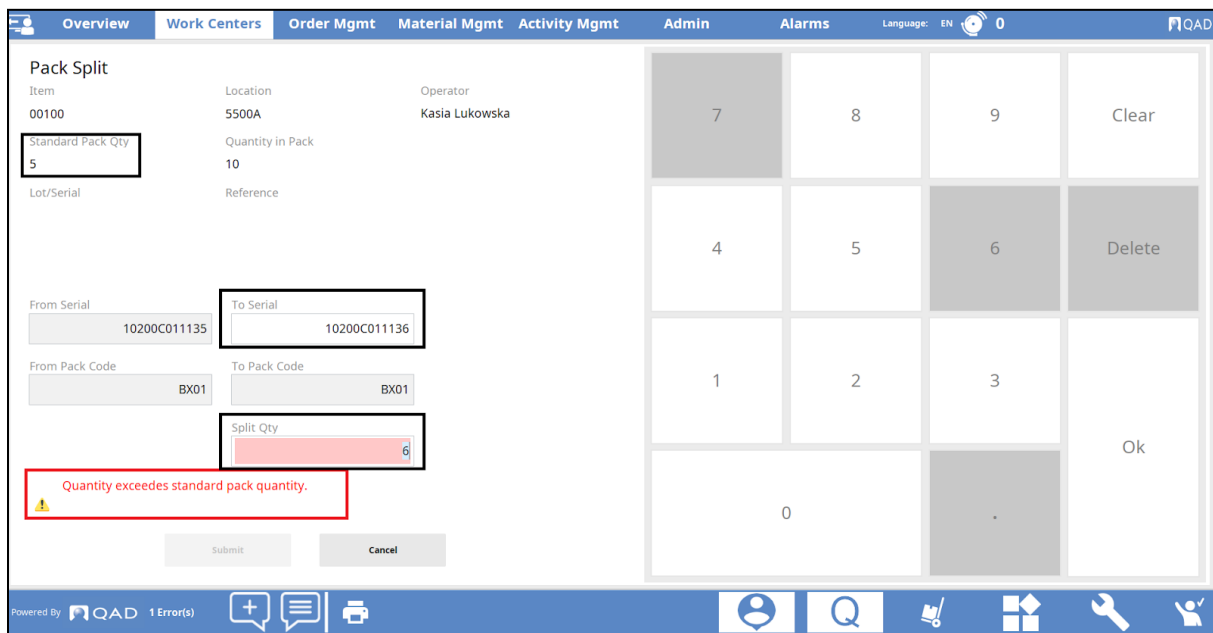 Overview Work Centers Order Mgmt Material Mgmt Activity Mgmt Admin Alarms Language: EN 0 QAD
Pack Split
Item Location Operator
00100 5500A Kasia Lukowska
Standard Pack Qty Quantity in Pack
5 10
Lot/Serial Reference
From Serial To Serial
10200C011135 10200C011136
From Pack Code To Pack Code
BX01 BX01
Split Qty
6
Quantity exceedes standard pack quantity.
Submit Cancel
7 8 9 Clear
4 5 6 Delete
1 2 3
Ok
0 .
Powered By QAD 1 Error(s) Q